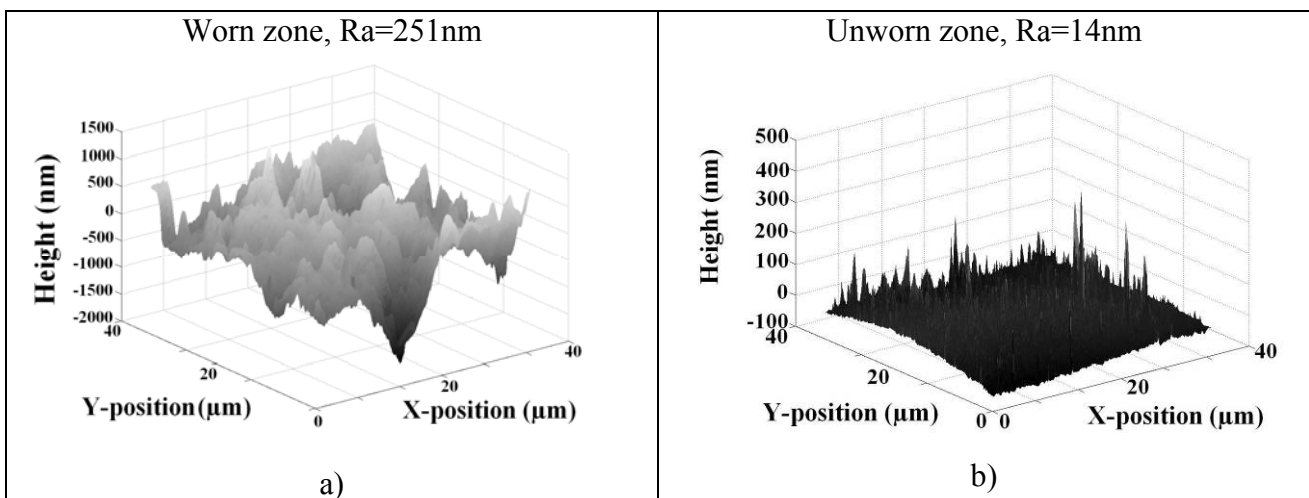 Worn zone, Ra=251nm
1500
1000
500
0
-500
-1000
-1500
-2000
Height (nm)
40
20
0
Y-position(µm)
20
40
X-position (µm)
a)
Unworn zone, Ra=14nm
500
400
300
200
100
0
-100
Height (nm)
40
20
0
Y-position (µm)
0
20
40
X-position (µm)
b)